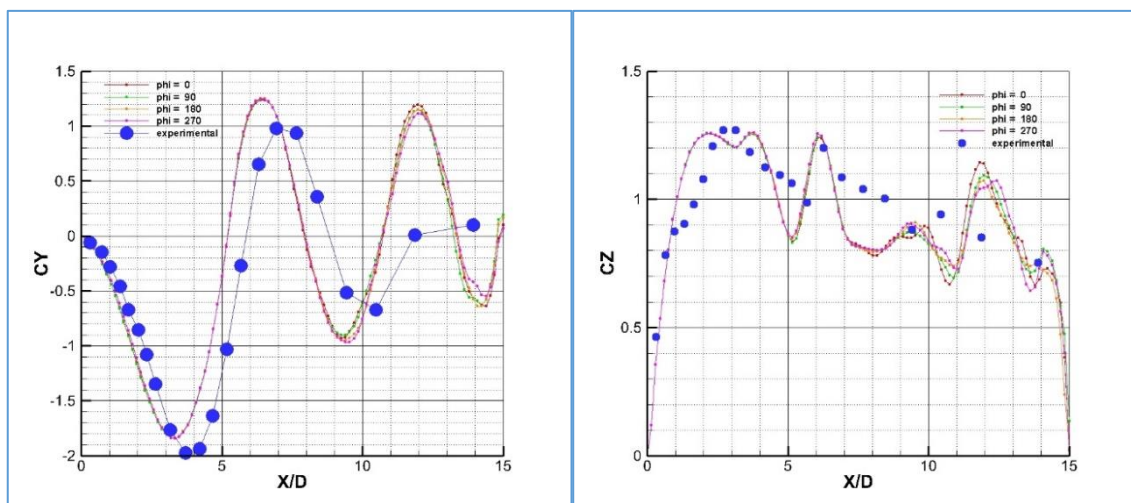 1.5
1
0.5
0
-0.5
-1
-1.5
-2
CY
0
5
10
15
X/D
phi = 0
phi = 90
phi = 180
phi = 270
experimental
1.5
1
0.5
0
CZ
0
5
10
15
X/D
phi = 0
phi = 90
phi = 180
phi = 270
experimental